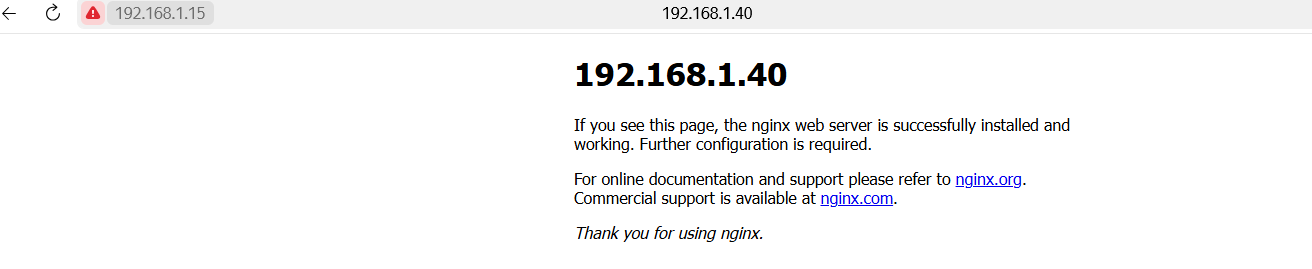 192.168.1.15 192.168.1.40
192.168.1.40
If you see this page, the nginx web server is successfully installed and
working. Further configuration is required.
For online documentation and support please refer to nginx.org.
Commercial support is available at nginx.com.
Thank you for using nginx.